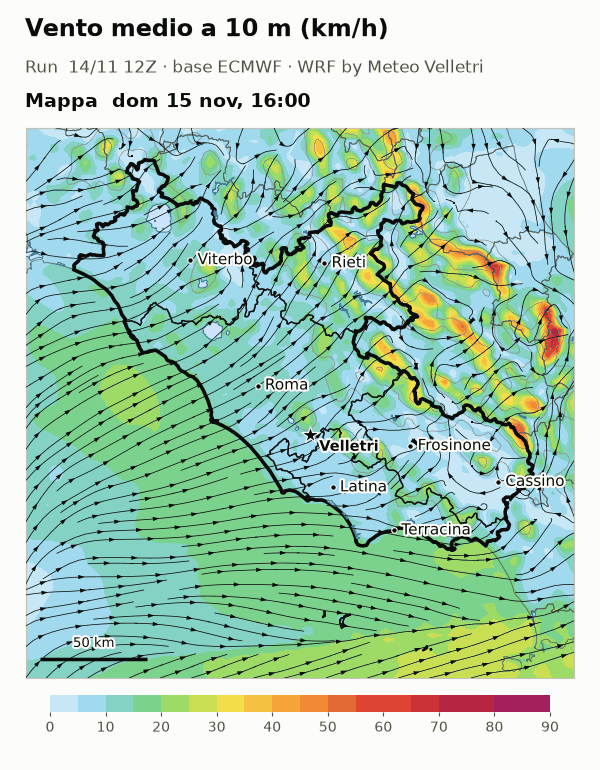 Vento medio a 10 m (km/h)
Run 14/11 12Z · base ECMWF · WRF by Meteo Velletri
Mappa dom 15 nov, 16:00
Viterbo
Rieti
Roma
Velletri
Frosinone
Cassino
Latina
Terracina
50 km
0 10 20 30 40 50 60 70 80 90